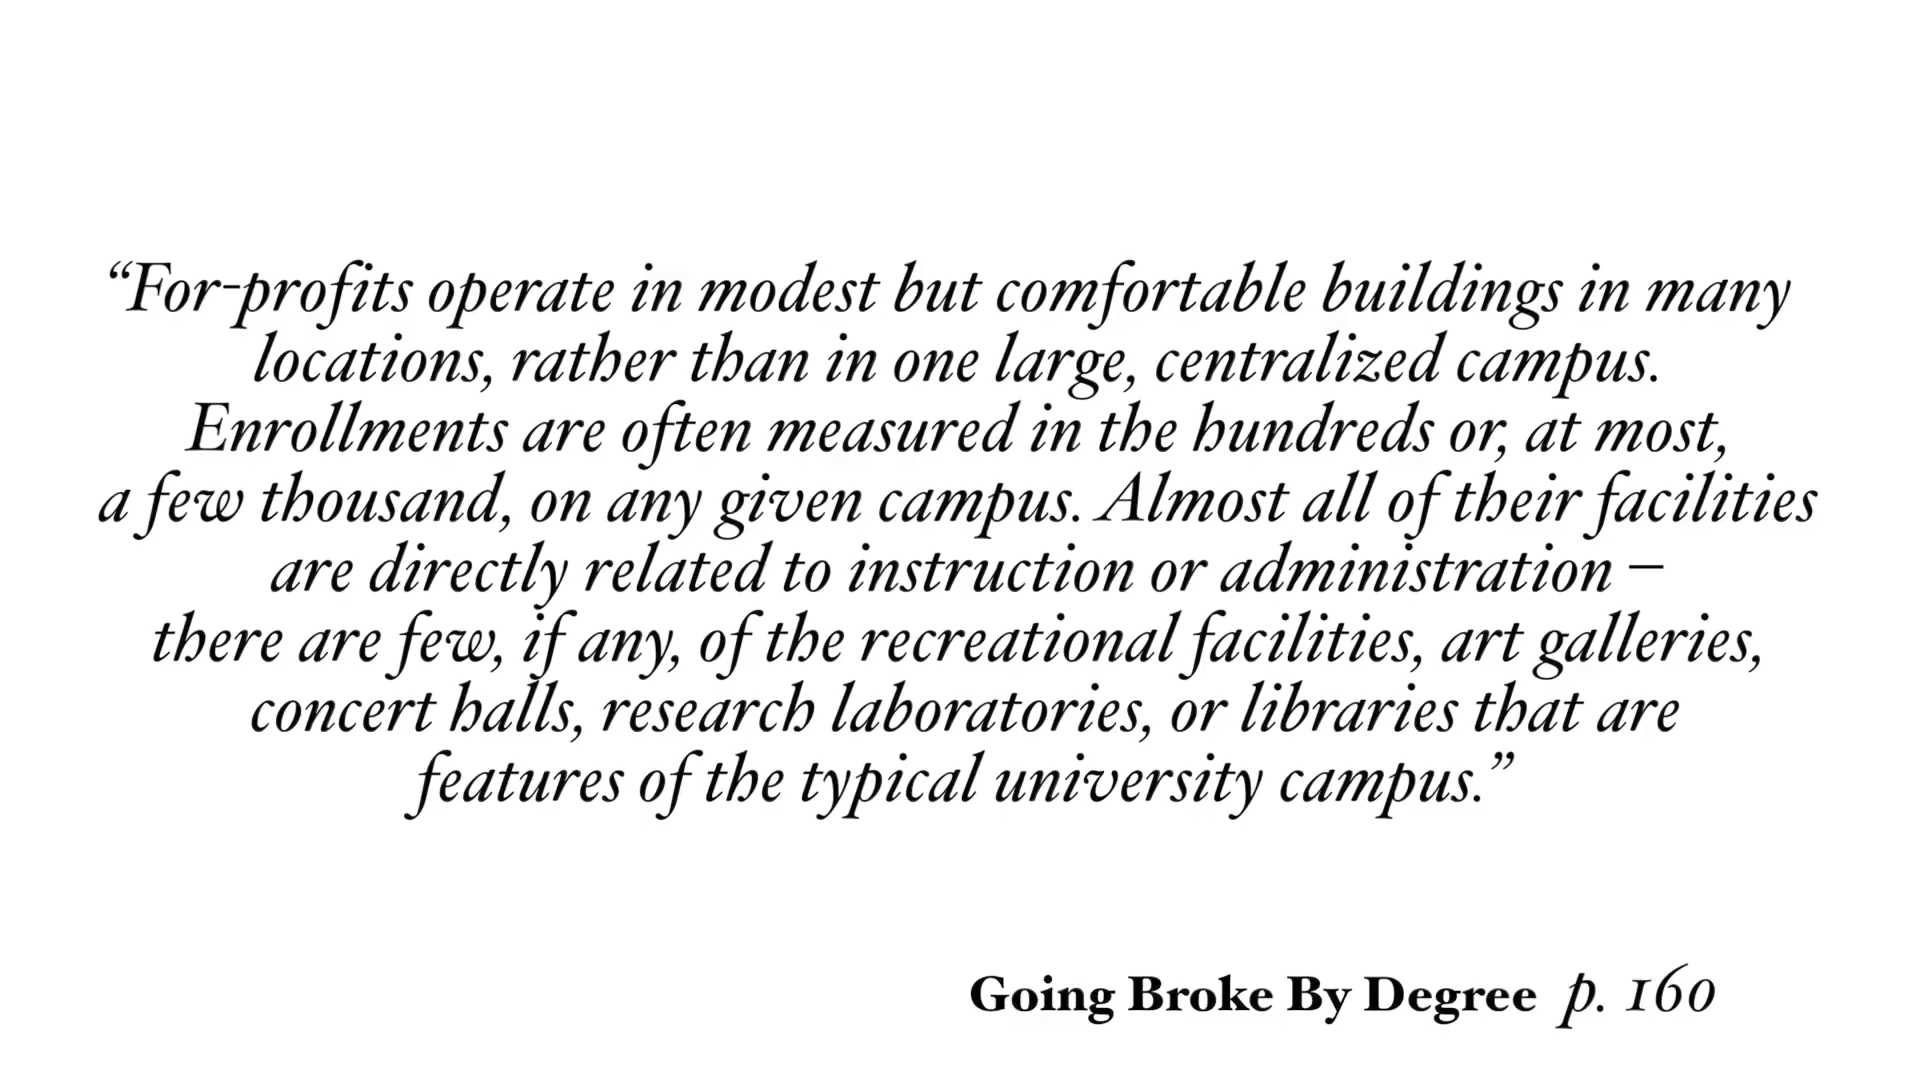 “For-profits operate in modest but comfortable buildings in many
locations, rather than in one large, centralized campus.
Enrollments are often measured in the hundreds or, at most,
a few thousand, on any given campus. Almost all of their facilities
are directly related to instruction or administration –
there are few, if any, of the recreational facilities, art galleries,
concert halls, research laboratories, or libraries that are
features of the typical university campus.”
Going Broke By Degree p. 160